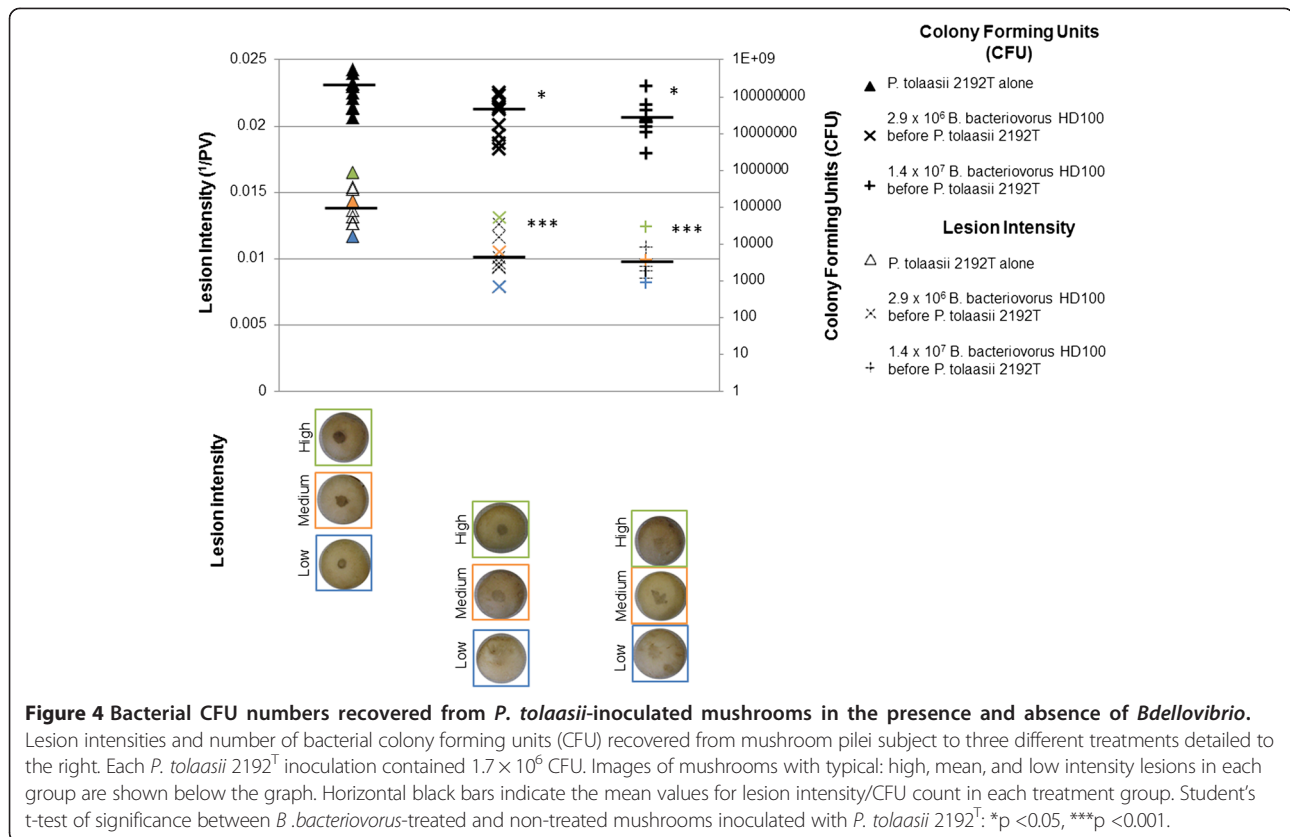 Colony Forming Units
(CFU)
▲ P. tolaasii 2192T alone
2.9 x 10⁶ B. bacteriovorus HD100
× before P. tolaasii 2192T
1.4 x 10⁷ B. bacteriovorus HD100
+ before P. tolaasii 2192T
Lesion Intensity
△ P. tolaasii 2192T alone
2.9 x 10⁶ B. bacteriovorus HD100
before P. tolaasii 2192T
1.4 x 10⁷ B. bacteriovorus HD100
before P. tolaasii 2192T
Lesion Intensity (¹/PV)
0.025
0.02
0.015
0.01
0.005
0
*
*
***
***
1E+09
100000000
10000000
1000000
100000
10000
1000
100
10
1
Colony Forming Units (CFU)
Lesion Intensity
High
Medium
Low
High
Medium
Low
High
Medium
Low
Figure 4 Bacterial CFU numbers recovered from P. tolaasii-inoculated mushrooms in the presence and absence of Bdellovibrio.
Lesion intensities and number of bacterial colony forming units (CFU) recovered from mushroom pilei subject to three different treatments detailed to
the right. Each P. tolaasii 2192ᵀ inoculation contained 1.7 × 10⁶ CFU. Images of mushrooms with typical: high, mean, and low intensity lesions in each
group are shown below the graph. Horizontal black bars indicate the mean values for lesion intensity/CFU count in each treatment group. Student's
t-test of significance between B .bacteriovorus-treated and non-treated mushrooms inoculated with P. tolaasii 2192ᵀ: *p <0.05, ***p <0.001.